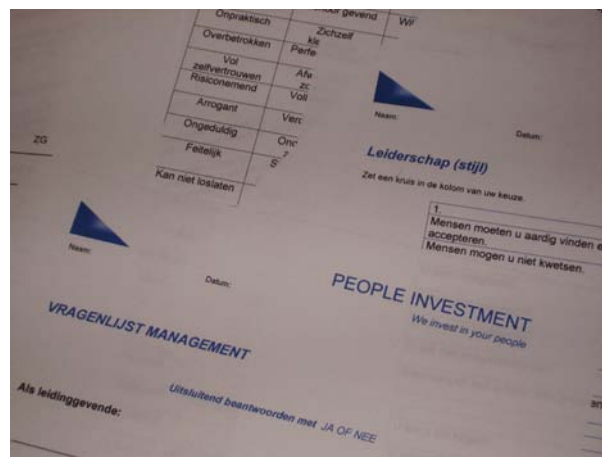 Onpraktisch
Overbetrokken
Vol
zelfvertrouwen
Risiconemend
Arrogant
Ongeduldig
Feitelijk
Kan niet loslaten
gevend
Zichzelf
ZG
Naam:
Datum:
Leiderschap (stijl)
Zet een kruis in de kolom van uw keuze.
1.
Mensen moeten u aardig vinden e
accepteren.
Mensen mogen u niet kwetsen.
Naam:
Datum:
PEOPLE INVESTMENT
We invest in your people
VRAGENLIJST MANAGEMENT
Als leidinggevende:
Uitsluitend beantwoorden met JA OF NEE